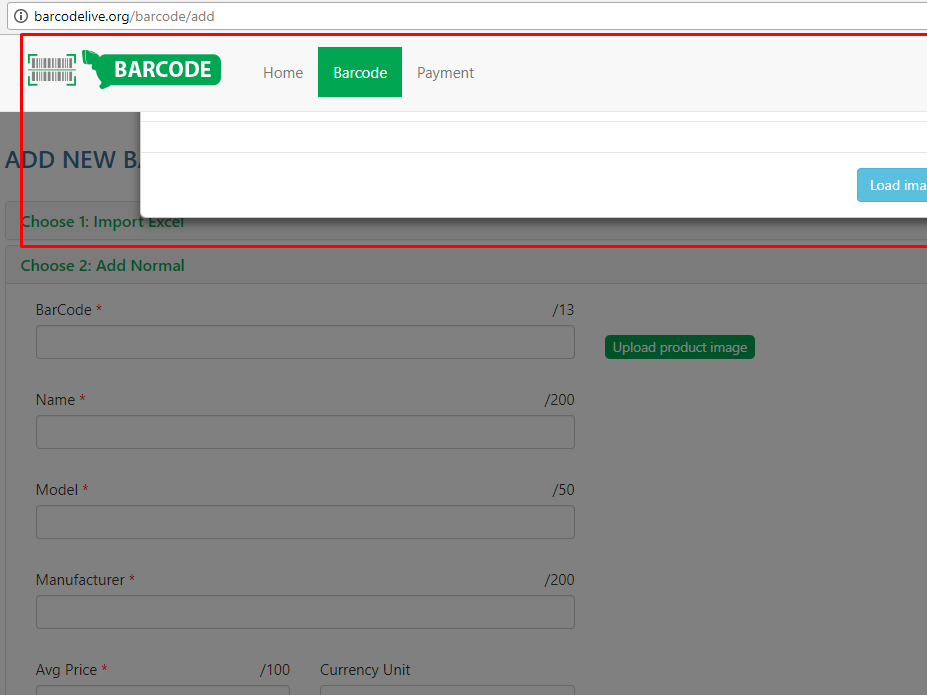 barcodelive.org/barcode/add
BARCODE Home Barcode Payment
ADD NEW
Load
Choose 1: Import Excel
Choose 2: Add Normal
BarCode * /13
Upload product image
Name * /200
Model * /50
Manufacturer * /200
Avg Price * /100 Currency Unit